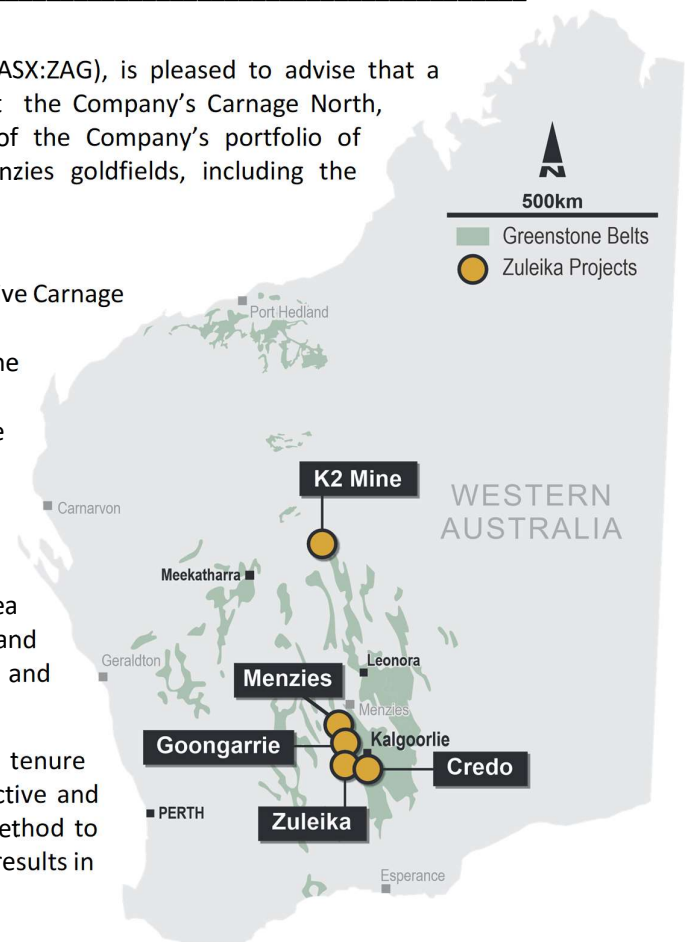 ASX:ZAG), is pleased to advise that a
the Company's Carnage North,
of the Company's portfolio of
nzies goldfields, including the
N
500km
Greenstone Belts
Zuleika Projects
ve Carnage
Port Hedland
ne
e
K2 Mine
WESTERN
AUSTRALIA
Carnarvon
Meekatharra
ea
and
and
Geraldton
Leonora
Menzies
Menzies
Goongarrie
Kalgoorlie
Credo
tenure
ctive and
PERTH
ethod to
Zuleika
results in
Esperance